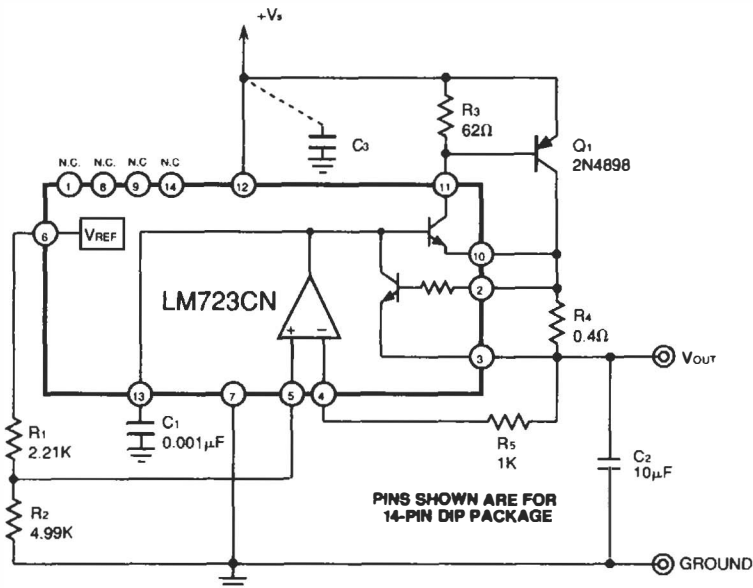 +Vs
R3
62Ω
C3
Q1
2N4898
N.C. N.C. N.C N.C
1 8 9 14 12 11
6 VREF
10
LM723CN
2
R4
0.4Ω
+ −
3
VOUT
13 7 5 4
R1
2.21K
C1
0.001µF
R5
1K
C2
10µF
R2
4.99K
PINS SHOWN ARE FOR
14-PIN DIP PACKAGE
GROUND